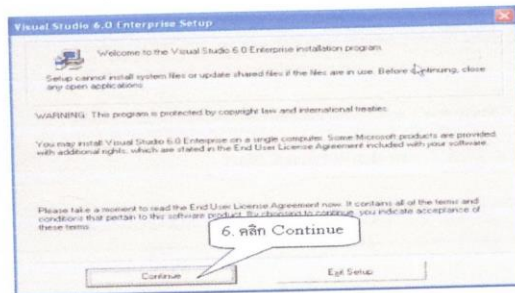 Visual Studio 6.0 Enterprise Setup
Welcome to the Visual Studio 6.0 Enterprise installation program.
Setup cannot install system files or update shared files if the files are in use. Before continuing, close
any open applications.
WARNING: This program is protected by copyright law and international treaties.
You may install Visual Studio 6.0 Enterprise on a single computer. Some Microsoft products are provided
with additional rights, which are stated in the End User License Agreement included with your software.
Please take a moment to read the End User License Agreement now. It contains all of the terms and
conditions that pertain to this software product. By choosing to continue, you indicate acceptance of
these terms.
6. คลิก Continue
Continue
Exit Setup